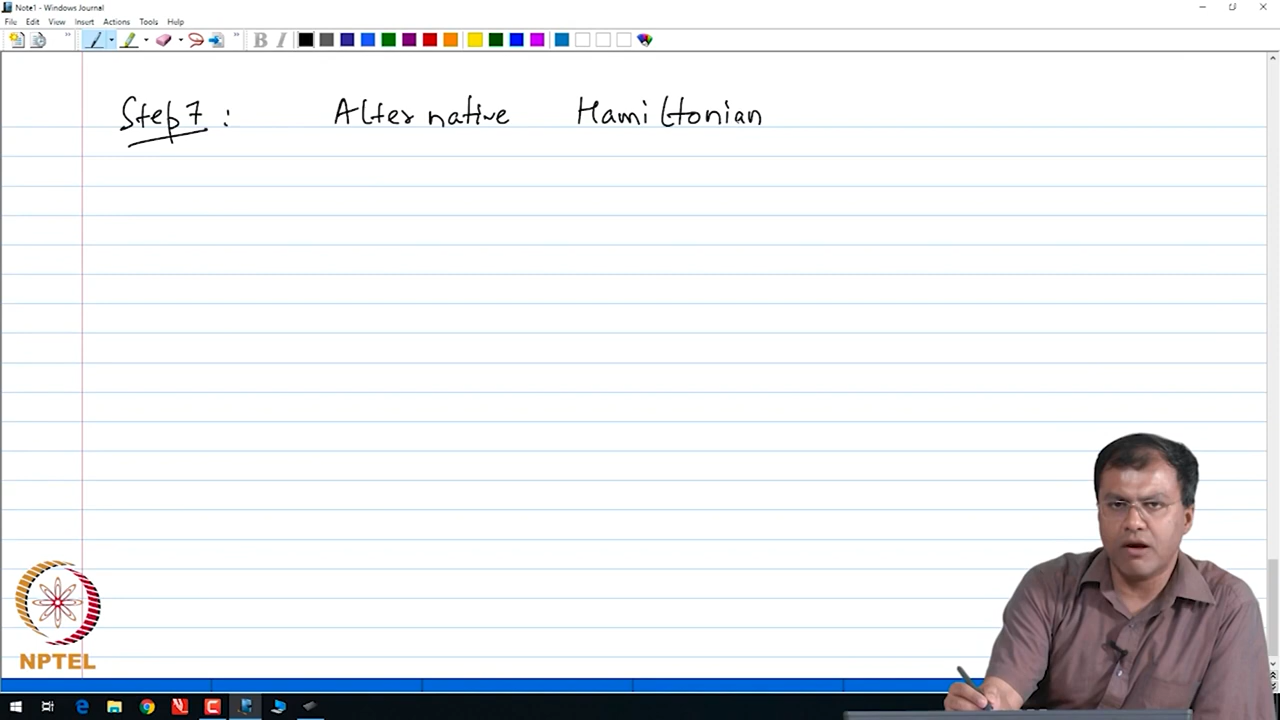 Note1 - Windows Journal
File Edit View Insert Actions Tools Help
B I
Step 7 : Alternative Hamiltonian
NPTEL